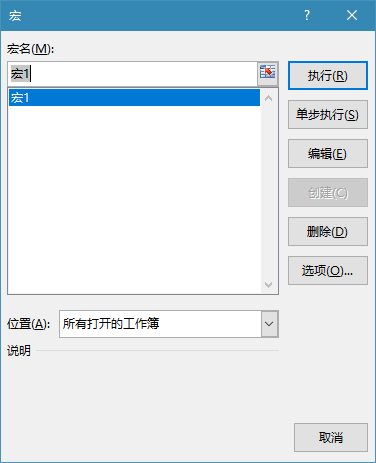 宏
?
宏名(M):
宏1
执行(R)
宏1
单步执行(S)
编辑(E)
创建(C)
删除(D)
选项(O)...
位置(A):
所有打开的工作簿
说明
取消